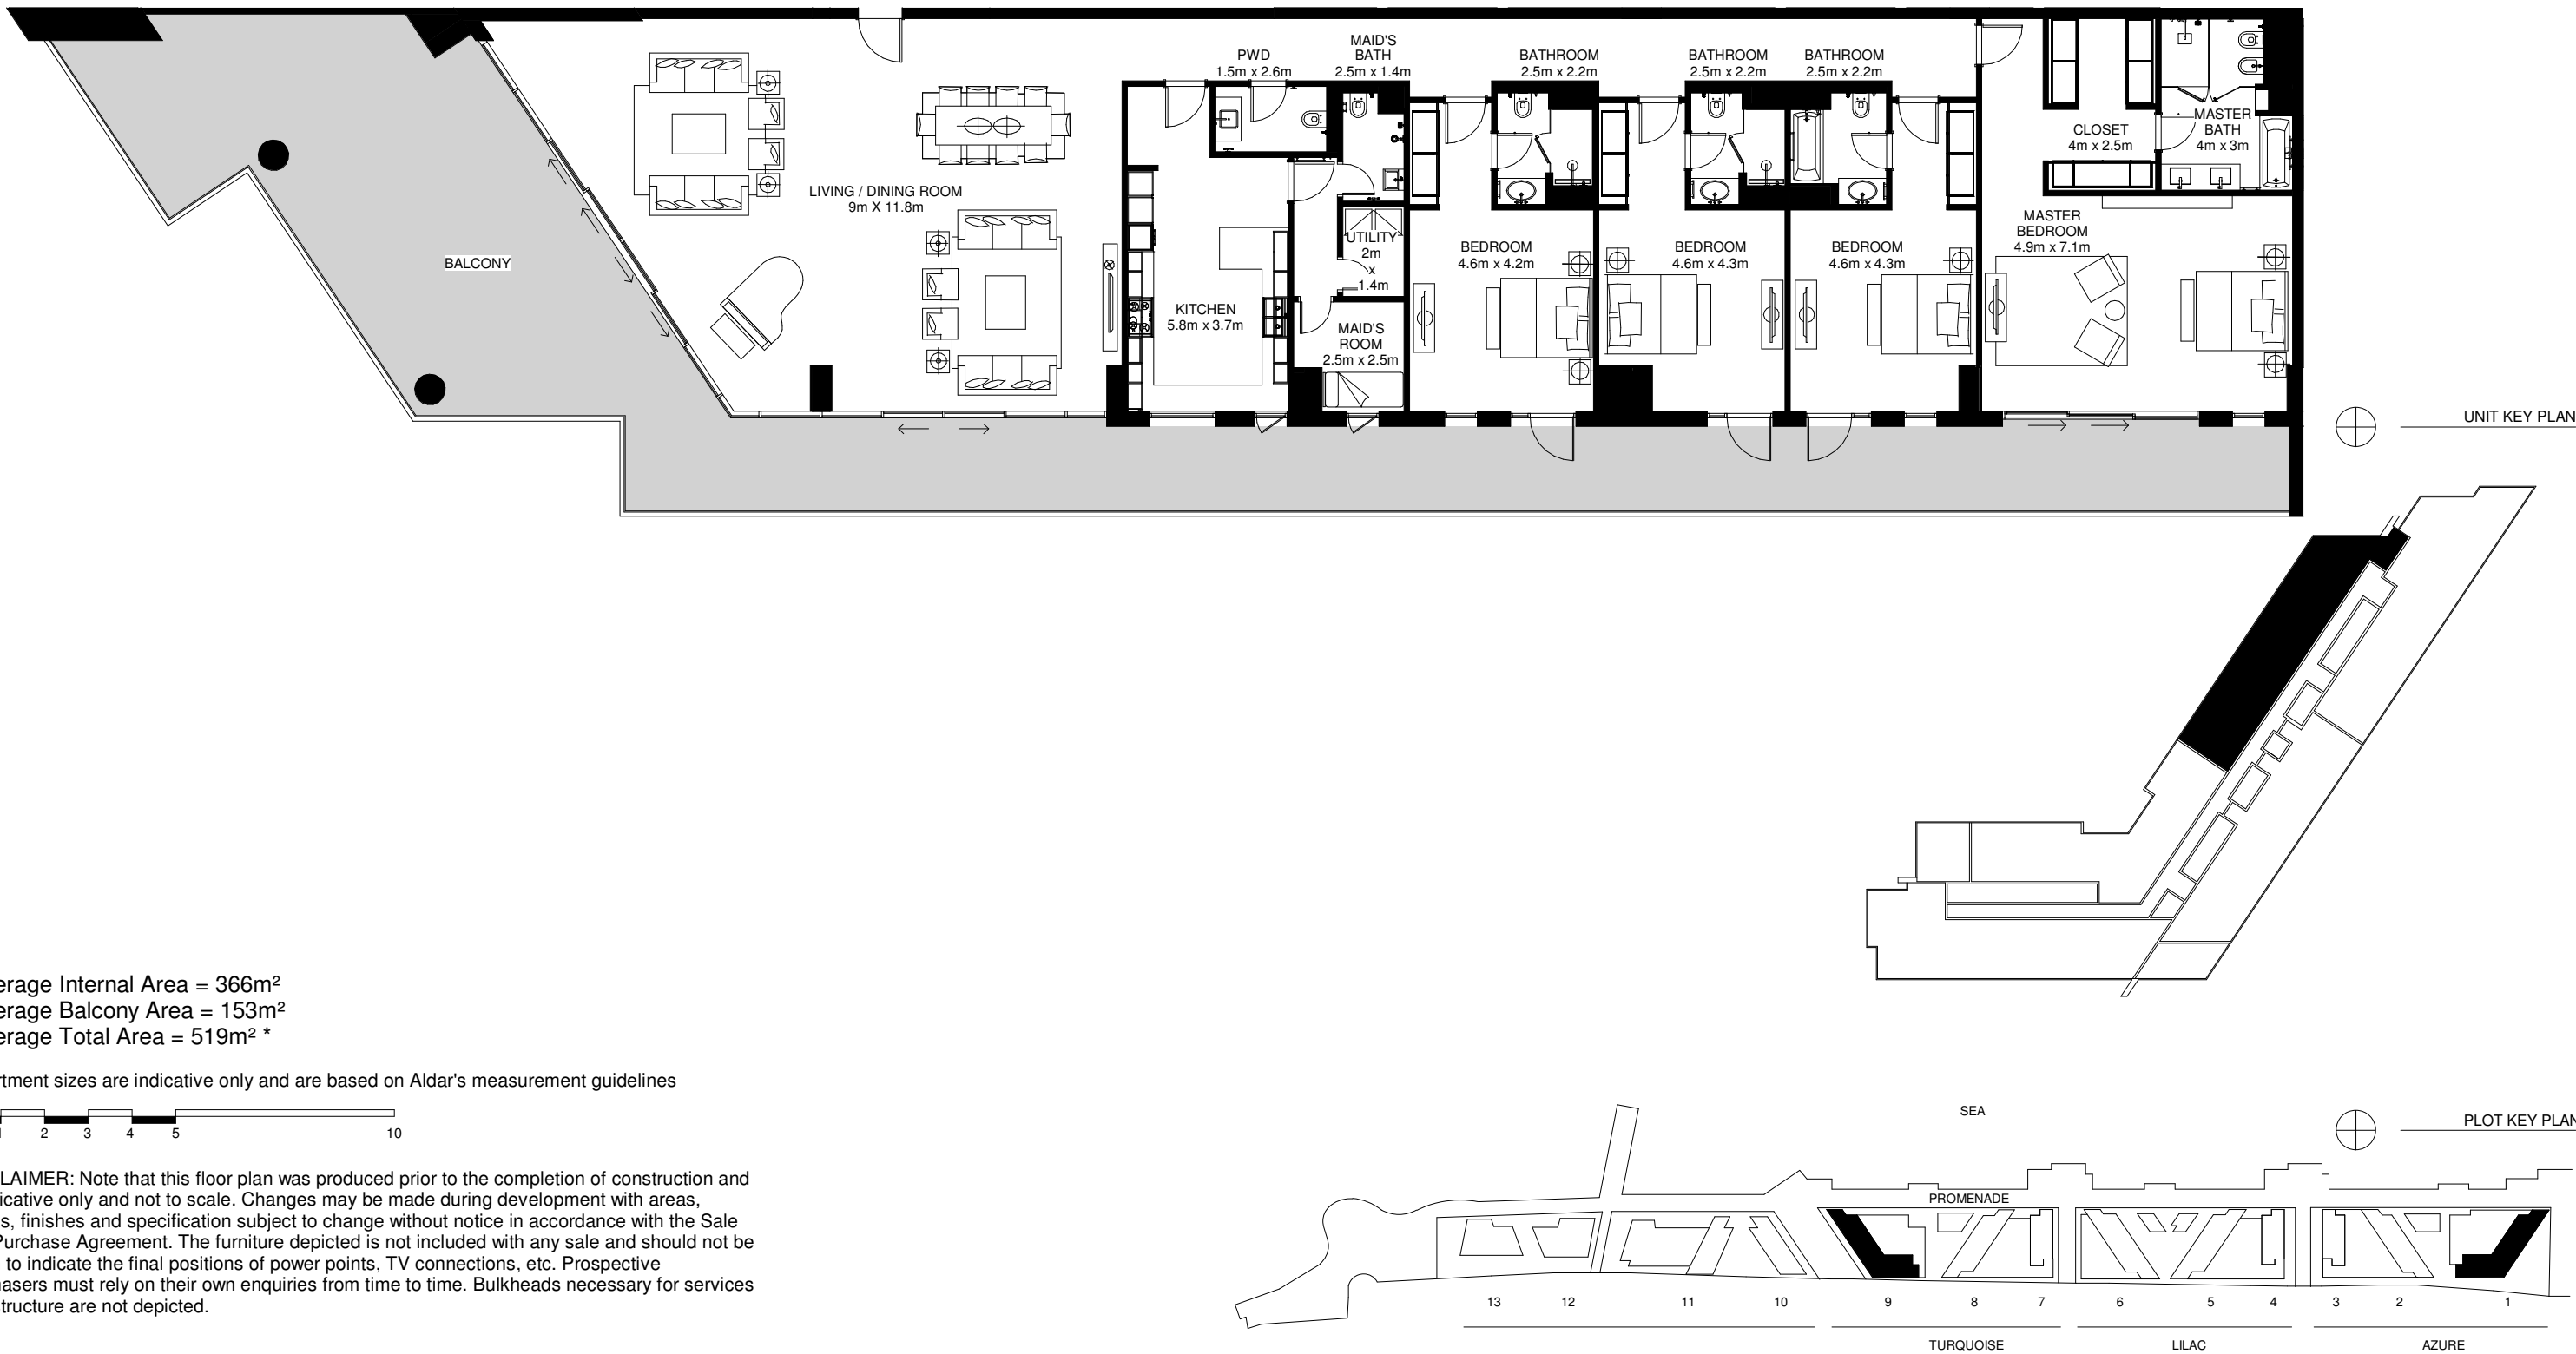 PWD
1.5m x 2.6m
MAID'S
BATH
2.5m x 1.4m
BATHROOM
2.5m x 2.2m
BATHROOM
2.5m x 2.2m
BATHROOM
2.5m x 2.2m
CLOSET
4m x 2.5m
MASTER
BATH
4m x 3m
LIVING / DINING ROOM
9m X 11.8m
BALCONY
KITCHEN
5.8m x 3.7m
UTILITY
2m
x
1.4m
MAID'S
ROOM
2.5m x 2.5m
BEDROOM
4.6m x 4.2m
BEDROOM
4.6m x 4.3m
BEDROOM
4.6m x 4.3m
MASTER
BEDROOM
4.9m x 7.1m
UNIT KEY PLAN
erage Internal Area = 366m²
erage Balcony Area = 153m²
erage Total Area = 519m² *
rtment sizes are indicative only and are based on Aldar's measurement guidelines
2 3 4 5 10
LAIMER: Note that this floor plan was produced prior to the completion of construction and
icative only and not to scale. Changes may be made during development with areas,
s, finishes and specification subject to change without notice in accordance with the Sale
Purchase Agreement. The furniture depicted is not included with any sale and should not be
to indicate the final positions of power points, TV connections, etc. Prospective
asers must rely on their own enquiries from time to time. Bulkheads necessary for services
tructure are not depicted.
SEA
PLOT KEY PLAN
PROMENADE
13 12 11 10 9 8 7 6 5 4 3 2 1
TURQUOISE LILAC AZURE